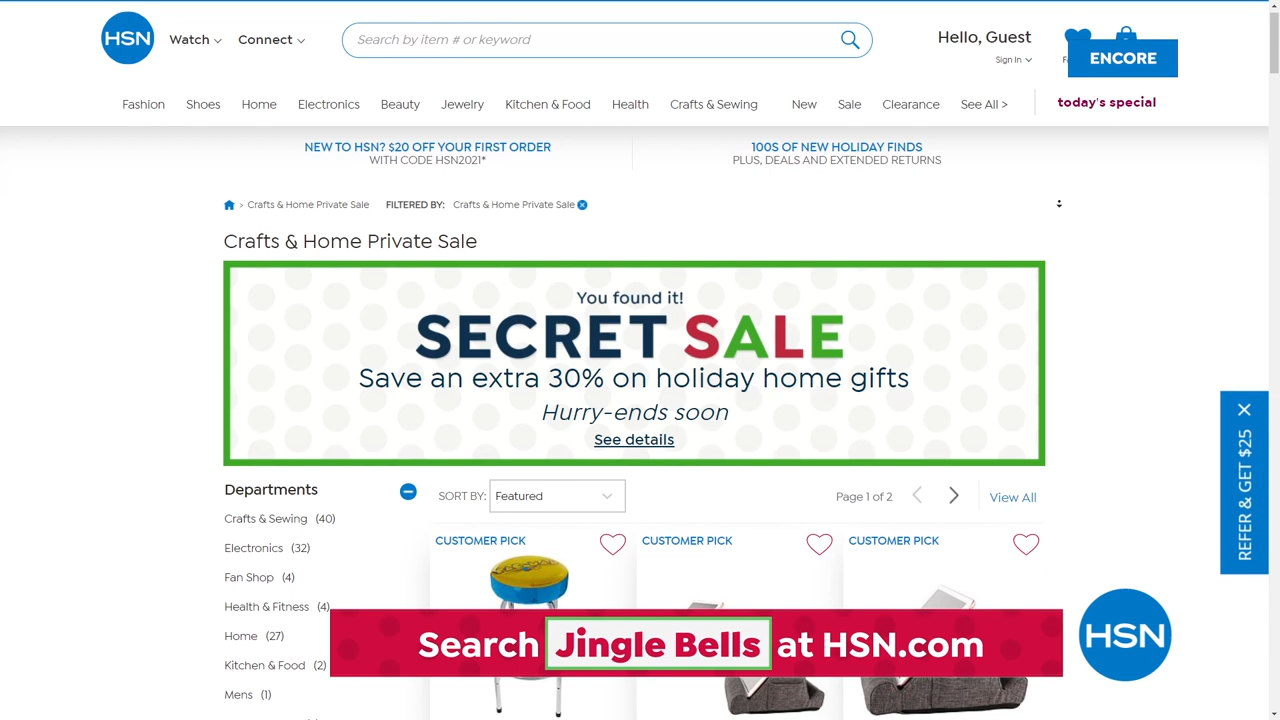 HSN
Watch
Connect
Search by item # or keyword
Hello, Guest
Sign In
ENCORE
Fashion
Shoes
Home
Electronics
Beauty
Jewelry
Kitchen & Food
Health
Crafts & Sewing
New
Sale
Clearance
See All >
today's special
NEW TO HSN? $20 OFF YOUR FIRST ORDER
WITH CODE HSN2021*
100S OF NEW HOLIDAY FINDS
PLUS, DEALS AND EXTENDED RETURNS
> Crafts & Home Private Sale
FILTERED BY: Crafts & Home Private Sale
Crafts & Home Private Sale
You found it!
SECRET SALE
Save an extra 30% on holiday home gifts
Hurry-ends soon
See details
REFER & GET $25
Departments
SORT BY: Featured
Page 1 of 2
View All
Crafts & Sewing (40)
Electronics (32)
Fan Shop (4)
Health & Fitness (4)
Home (27)
Kitchen & Food (2)
Mens (1)
CUSTOMER PICK
CUSTOMER PICK
CUSTOMER PICK
Search Jingle Bells at HSN.com
HSN